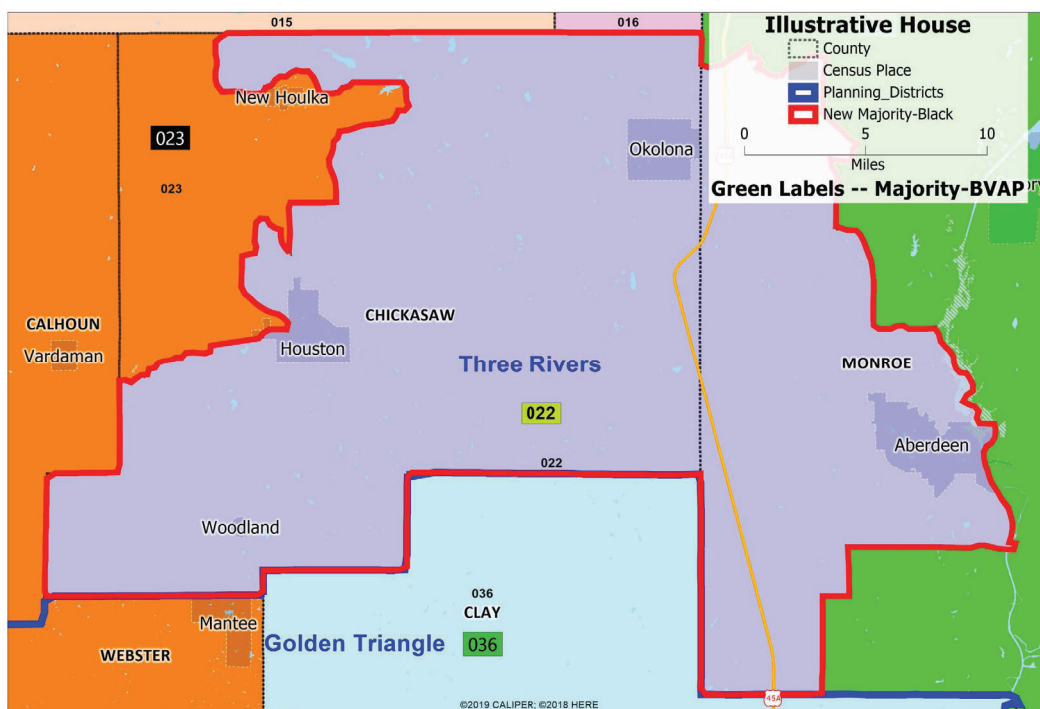 015
016
Illustrative House
County
Census Place
Planning_Districts
New Majority-Black
0 5 10
Miles
Green Labels -- Majority-BVAP
New Houlka
023
023
Okolona
CALHOUN
Vardaman
CHICKASAW
Houston
Three Rivers
MONROE
022
Aberdeen
022
Woodland
036
CLAY
Mantee
Golden Triangle
036
WEBSTER
45A
©2019 CALIPER; ©2018 HERE